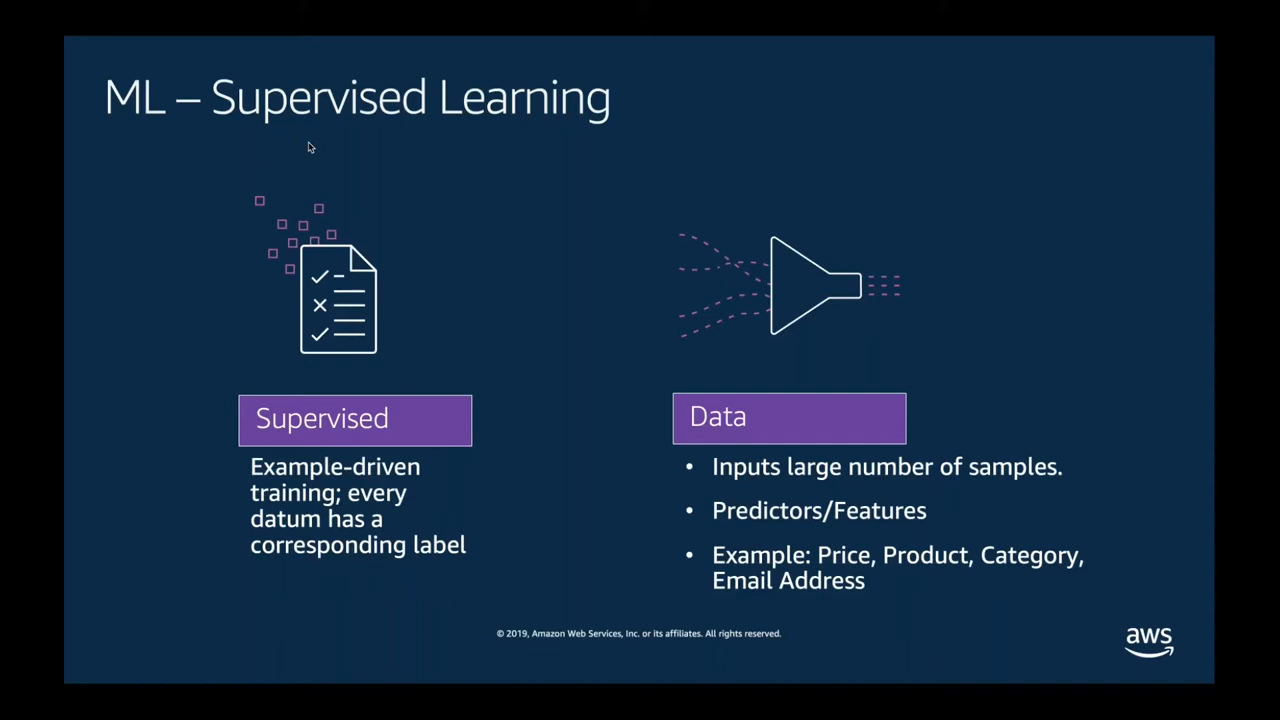 ML – Supervised Learning
Supervised
Example-driven
training; every
datum has a
corresponding label
Data
• Inputs large number of samples.
• Predictors/Features
• Example: Price, Product, Category,
Email Address
© 2019, Amazon Web Services, Inc. or its affiliates. All rights reserved.
aws